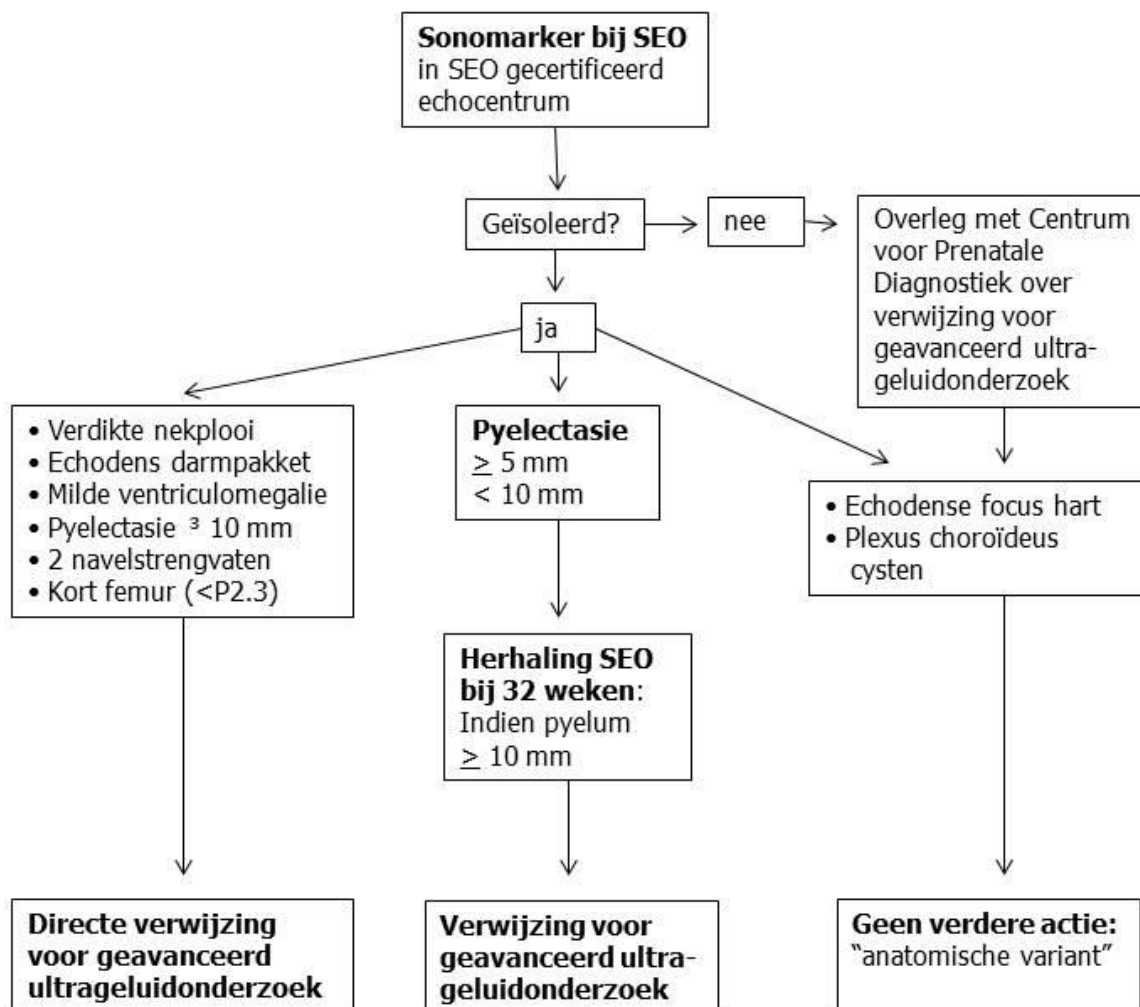 Sonomarker bij SEO
in SEO gecertificeerd
echocentrum
Geïsoleerd?
nee
Overleg met Centrum
voor Prenatale
Diagnostiek over
verwijzing voor
geavanceerd ultra-
geluidonderzoek
ja
• Verdikte nekplooi
• Echodens darmpakket
• Milde ventriculomegalie
• Pyelectasie ³ 10 mm
• 2 navelstrengvaten
• Kort femur (<P2.3)
Pyelectasie
≥ 5 mm
< 10 mm
• Echodense focus hart
• Plexus choroïdeus
cysten
Herhaling SEO
bij 32 weken:
Indien pyelum
≥ 10 mm
Directe verwijzing
voor geavanceerd
ultrageluidonderzoek
Verwijzing voor
geavanceerd ultra-
geluidonderzoek
Geen verdere actie:
“anatomische variant”